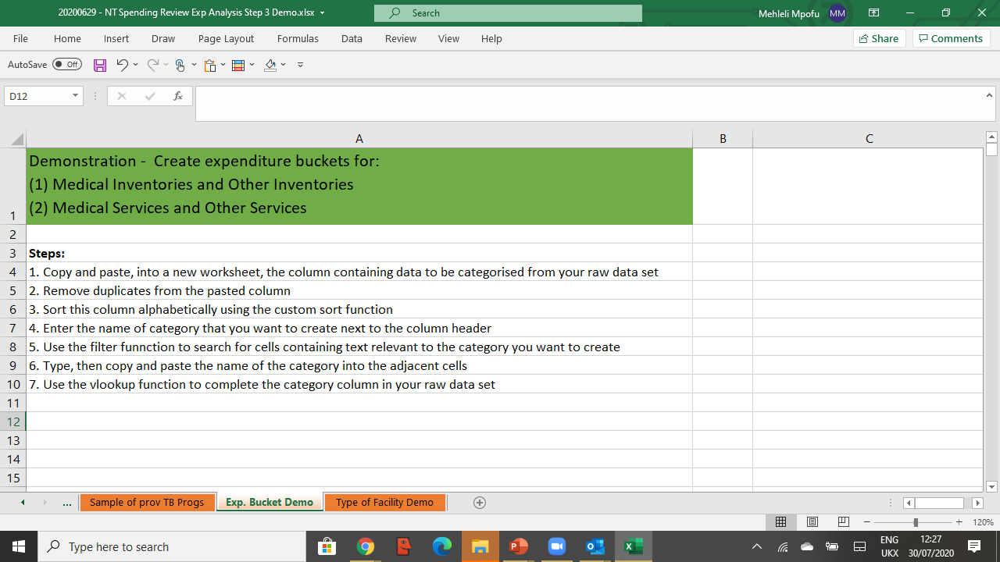 20200629 - NT Spending Review Exp Analysis Step 3 Demo.xlsx
Search
Mehleli Mpofu MM
File Home Insert Draw Page Layout Formulas Data Review View Help
Share Comments
AutoSave Off
D12
fx
A B C
Demonstration - Create expenditure buckets for:
(1) Medical Inventories and Other Inventories
1 (2) Medical Services and Other Services
2
3 Steps:
4 1. Copy and paste, into a new worksheet, the column containing data to be categorised from your raw data set
5 2. Remove duplicates from the pasted column
6 3. Sort this column alphabetically using the custom sort function
7 4. Enter the name of category that you want to create next to the column header
8 5. Use the filter funnction to search for cells containing text relevant to the category you want to create
9 6. Type, then copy and paste the name of the category into the adjacent cells
10 7. Use the vlookup function to complete the category column in your raw data set
11
12
13
14
15
... Sample of prov TB Progs Exp. Bucket Demo Type of Facility Demo
120%
Type here to search
ENG 12:27
UKX 30/07/2020